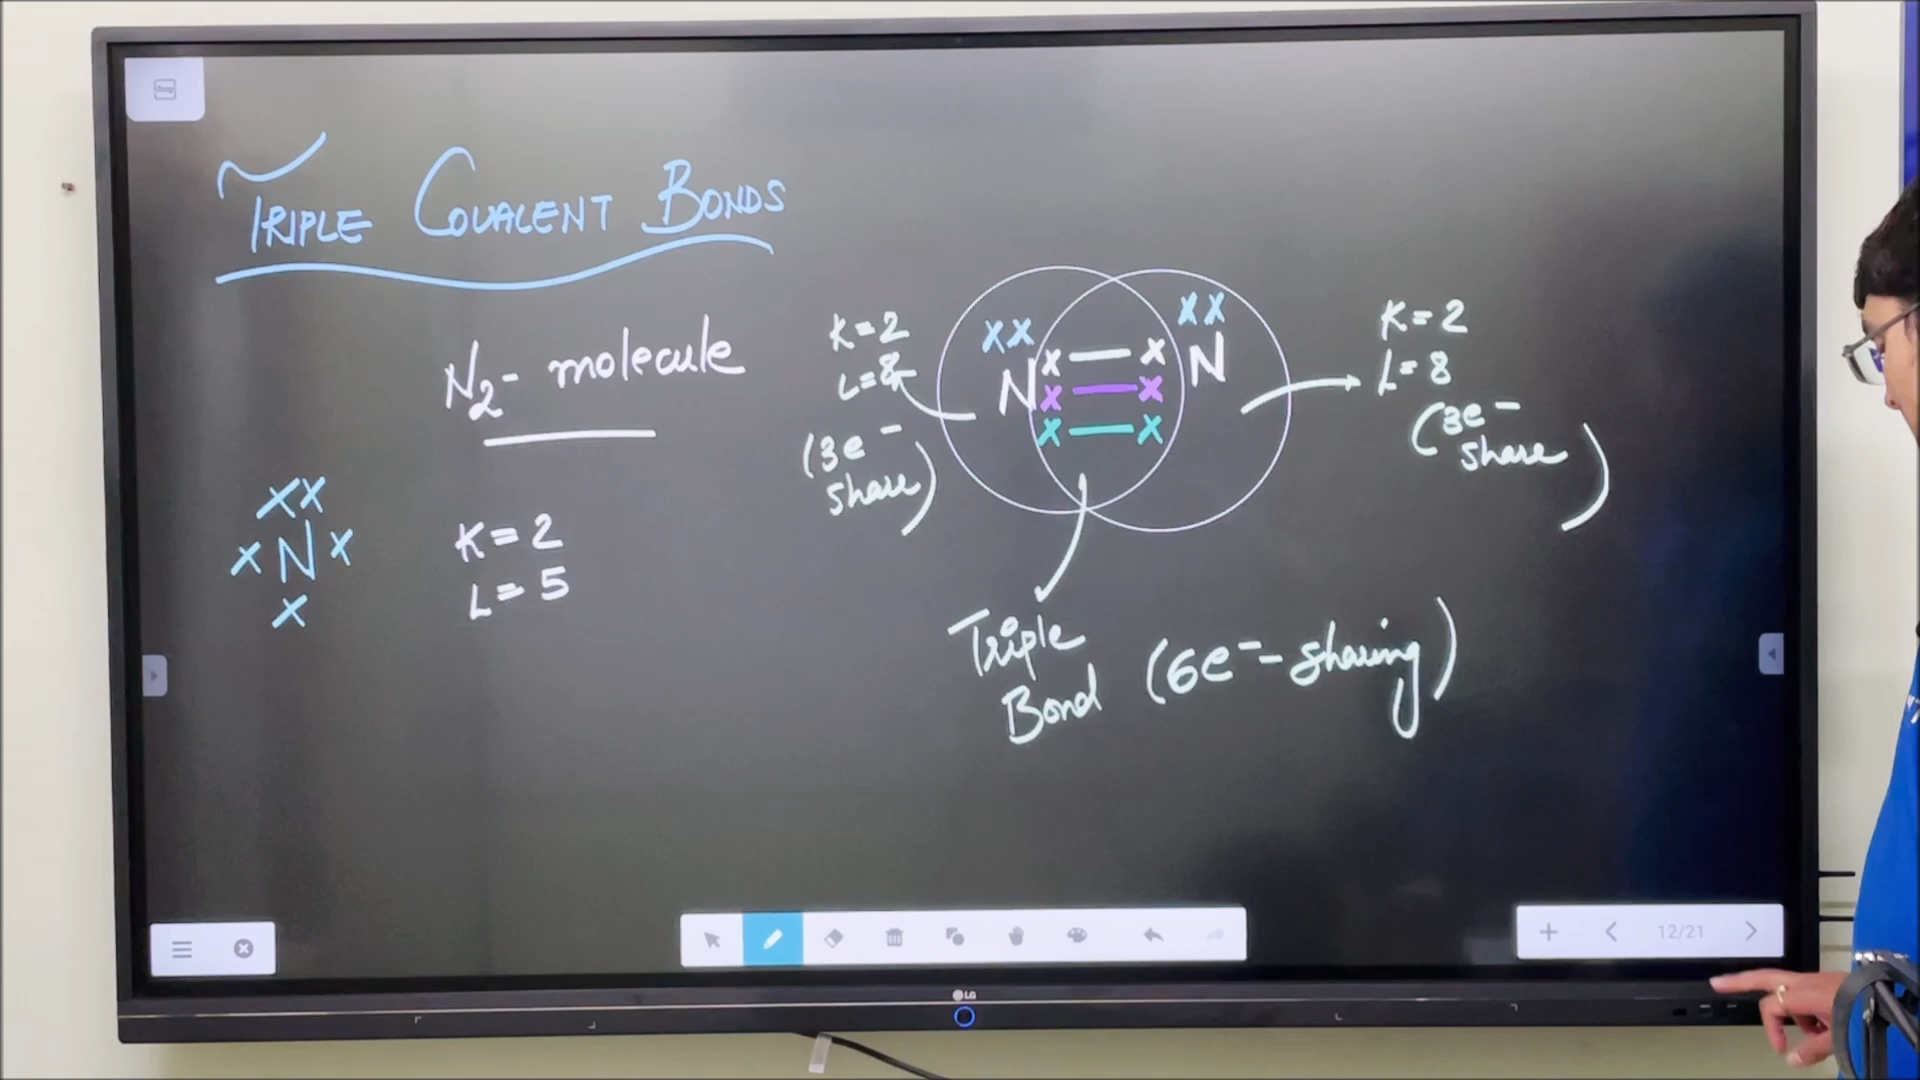 TRIPLE COVALENT BONDS
N2- molecule
XX
X N X
X
K = 2
L = 5
K = 2
L = 8
(3e-
share)
XX
XX
N X — X N
X — X
X — X
K = 2
L = 8
(3e-
share)
Triple
Bond (6e- - sharing)
12/21
LG